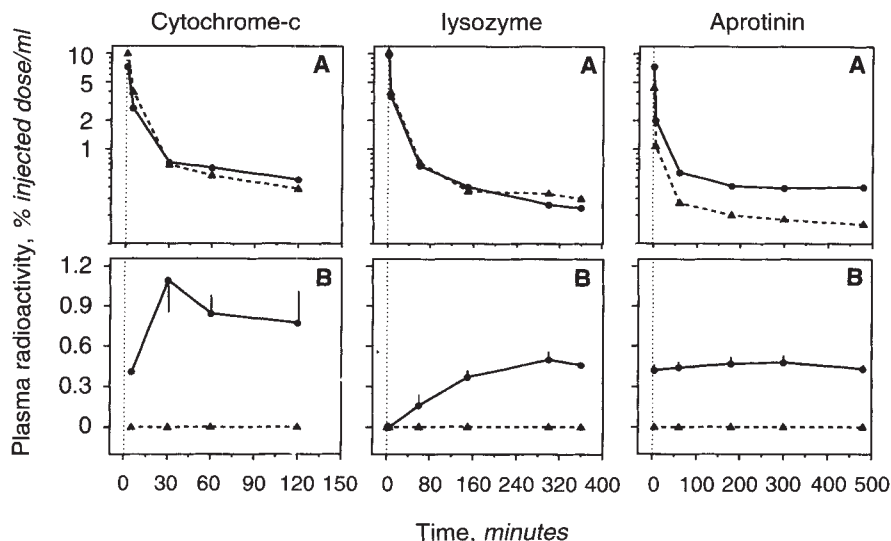 Cytochrome-c lysozyme Aprotinin
Plasma radioactivity, % injected dose/ml
10
5
2
1
A A A
1.2
0.9
0.6
0.3
0
B B B
0 30 60 90 120 150 0 80 160 240 320 400 0 100 200 300 400 500
Time, minutes